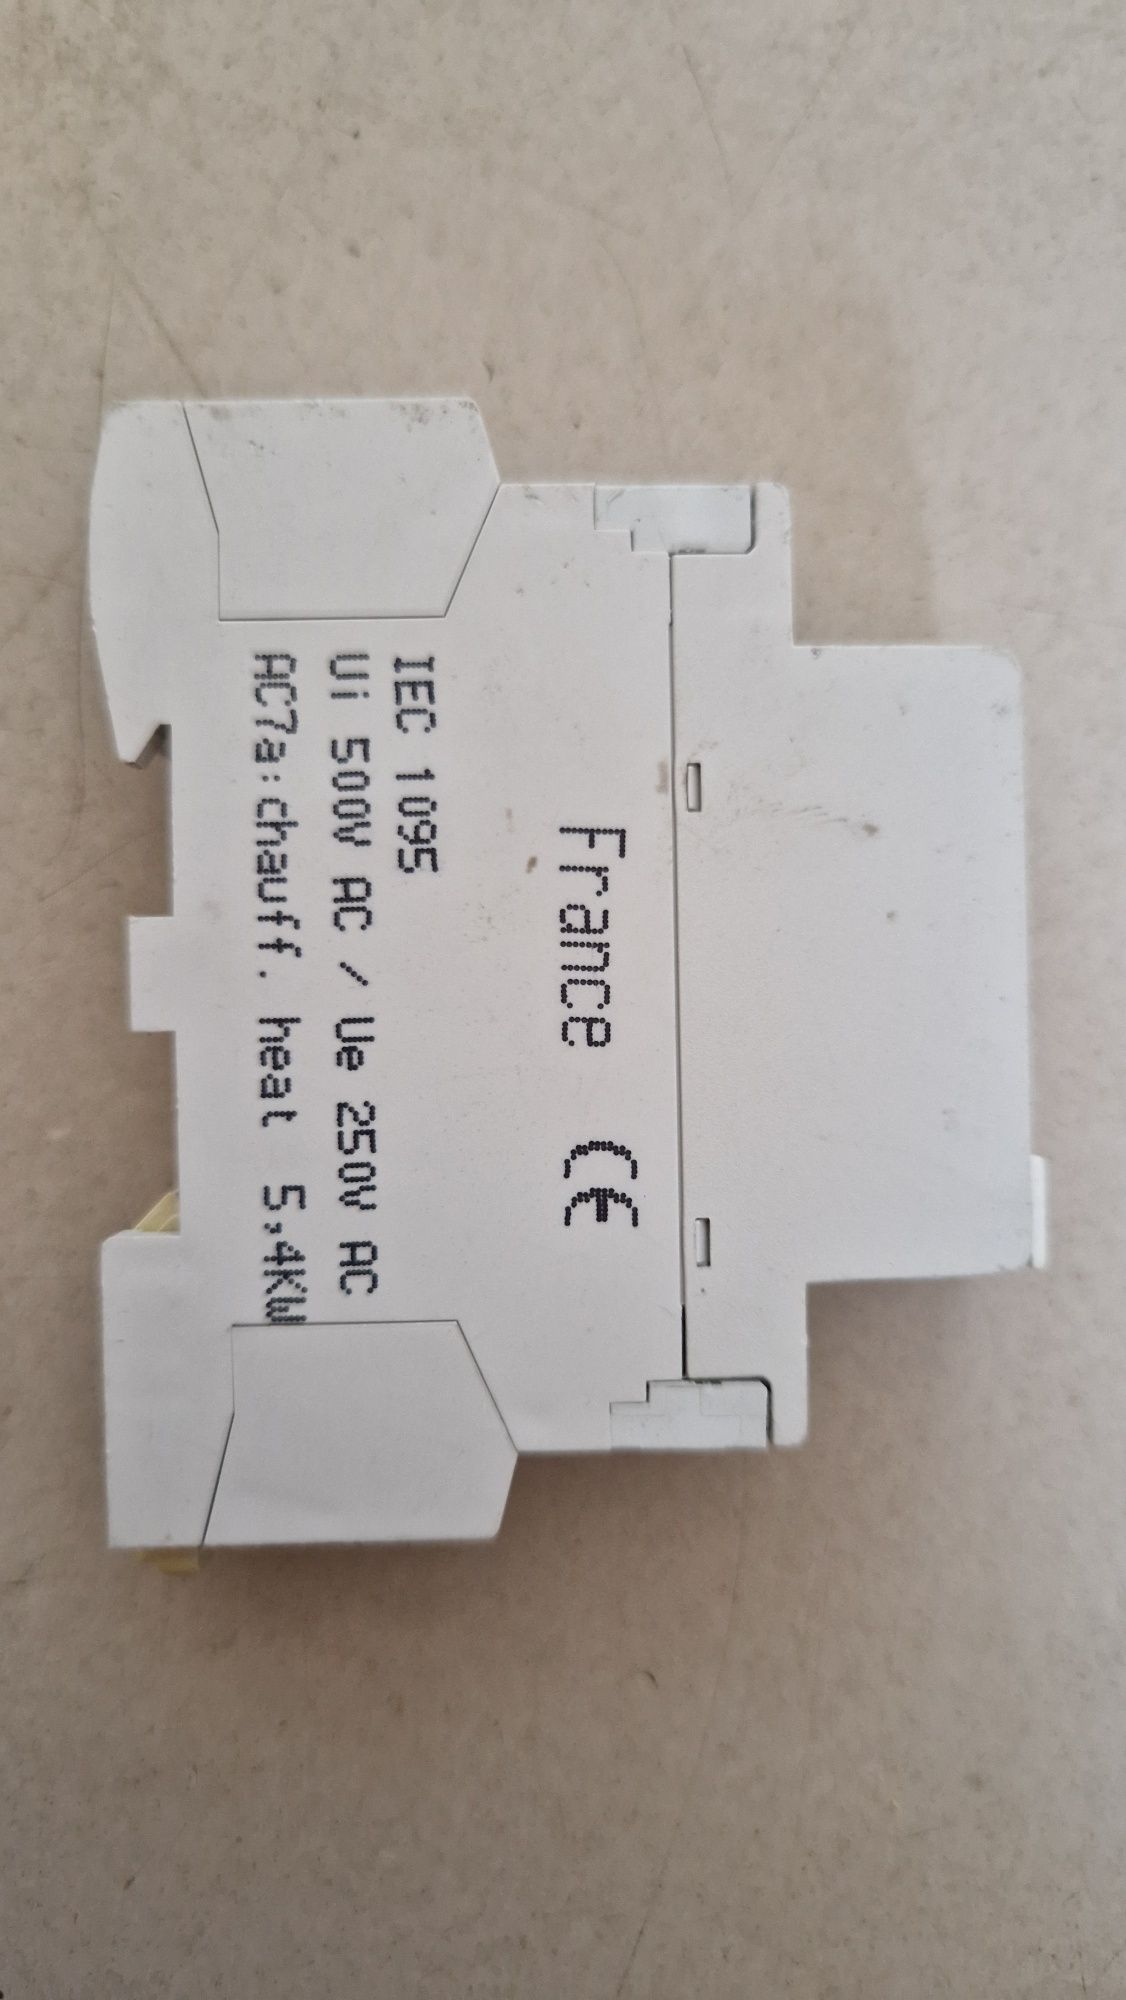 France CE
IEC 1095
Ui 500V AC / Ue 250V AC
AC7a:chauff. heat 5,4KW